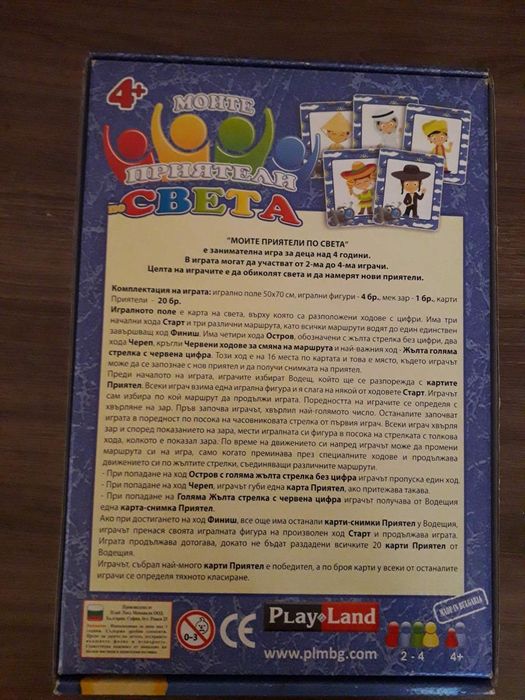 4+
МОИТЕ
ПРИЯТЕЛИ
ПО
СВЕТА
"МОИТЕ ПРИЯТЕЛИ ПО СВЕТА"
е занимателна игра за деца над 4 години.
В играта могат да участват от 2-ма до 4-ма играчи.
Целта на играчите е да обиколят света и да намерят нови приятели.
Комплектация на играта: игрално поле 50х70 см, игрални фигури - 4 бр., мек зар - 1 бр., карти
Приятели - 20 бр.
Игралното поле е карта на света, върху която са разположени ходове с цифри. Има три
начални хода Старт и три различни маршрута, като всички маршрути водят до един единствен
завършващ ход Финиш. Има четири хода Остров, обозначени с жълта стрелка без цифри, два
хода Череп, кръгли Червени ходове за смяна на маршрута и най-важния ход - Жълта голяма
стрелка с червена цифра. Този ход е на 16 места по картата и това е място, където играчът
може да се запознае с нов приятел и да получи снимката на приятел.
Преди началото на играта, играчите избират Водещ, който ще се разпорежда с картите
Приятел. Всеки играч взима една игрална фигура и я слага на някой от ходовете Старт. Играчът
сам избира по кой маршрут да продължи играта. Поредността на играчите се определя с
хвърляне на зар. Пръв започва играчът, хвърлил най-голямото число. Останалите започват
играта в поредност по посока на часовниковата стрелка от първия играч. Всеки играч хвърля
зар и според показанието на зара, мести игралната си фигура в посока на стрелката с толкова
хода, колкото е показал зара. По време на движението си напред играчът може да променя
маршрута си на игра, само когато преминава през специалните ходове и продължава
движението си по жълтите стрелки, съединяващи различните маршрути.
- При попадане на ход Остров с голяма жълта стрелка без цифра играчът пропуска един ход.
- При попадане на ход Череп, играчът губи една карта Приятел, ако притежава такава.
- При попадане на Голяма Жълта стрелка с червена цифра играчът получава от Водещия
една карта-снимка Приятел.
Ако при достигането на ход Финиш, все още има останали карти-снимки Приятел у Водещия,
играчът пренася своята игралната фигура на произволен ход Старт и продължава играта.
Играта продължава дотогава, докато не бъдат раздадени всичките 20 карти Приятел от
Водещия.
Играчът, събрал най-много карти Приятел е победител, а по броя карти у всеки от останалите
играчи се определя тяхното класиране.
0-3
CE
PLAY LAND
www.plmbg.com
MADE IN BULGARIA
2 - 4
4+